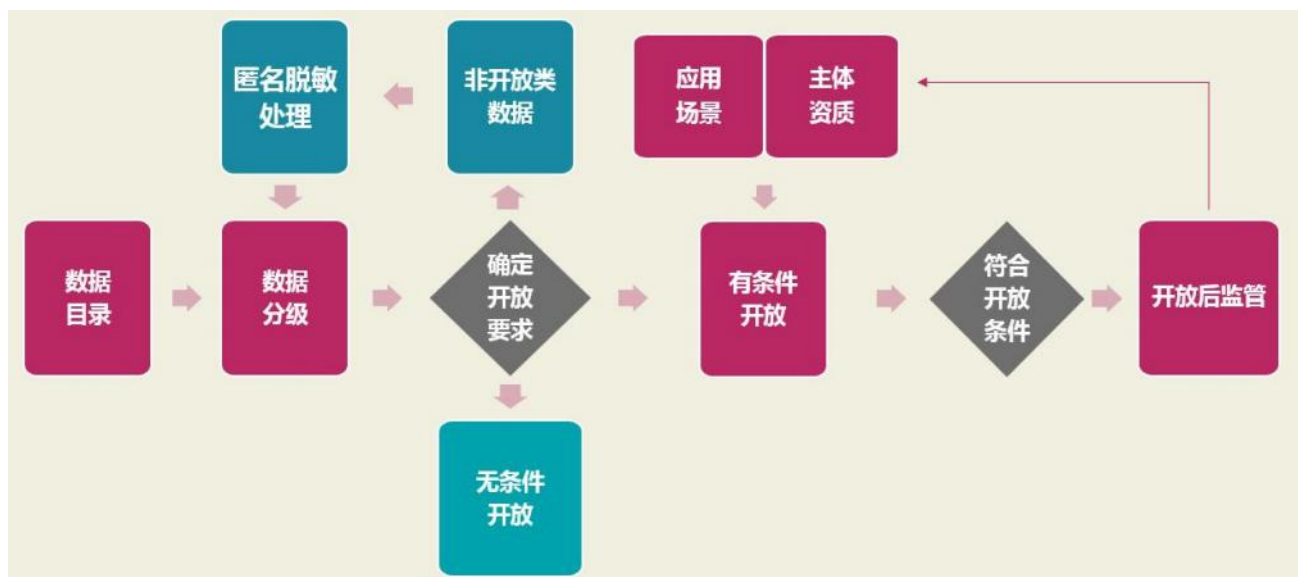 匿名脱敏
处理
非开放类
数据
应用
场景
主体
资质
数据
目录
数据
分级
确定
开放
要求
有条件
开放
符合
开放
条件
开放后监管
无条件
开放